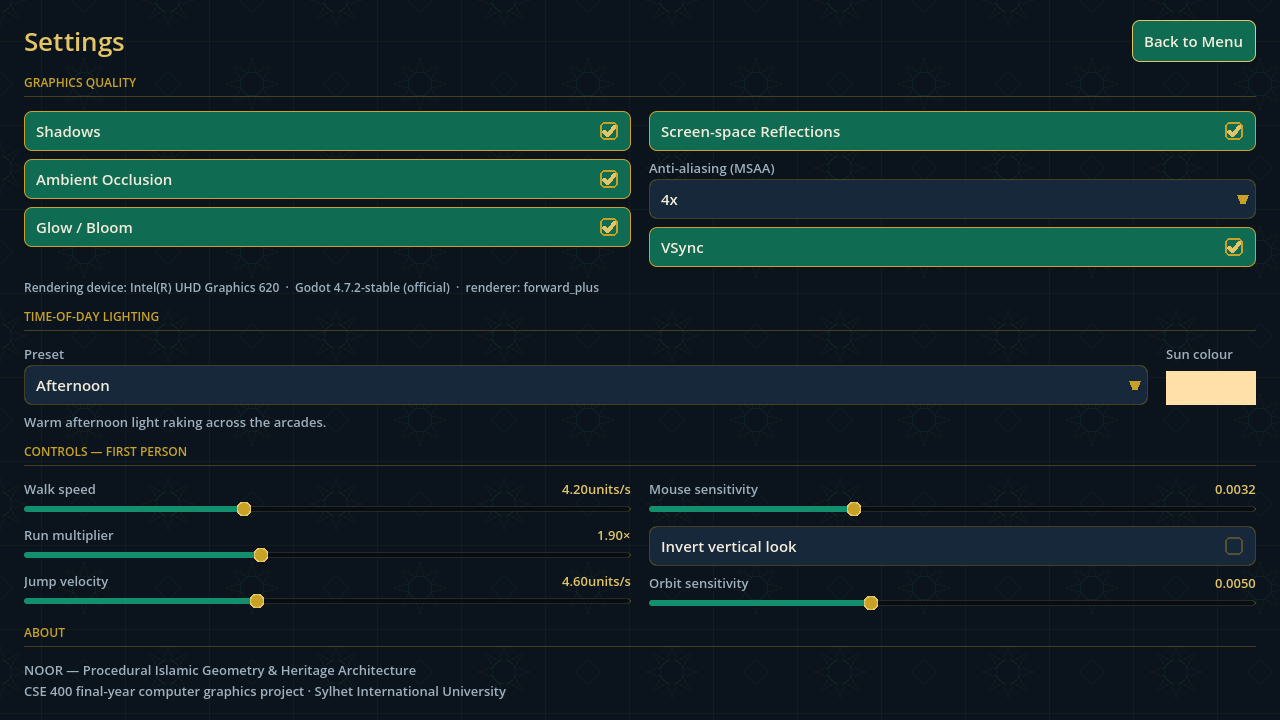 Settings
Back to Menu
GRAPHICS QUALITY
Shadows
Screen-space Reflections
Ambient Occlusion
Anti-aliasing (MSAA)
4x
Glow / Bloom
VSync
Rendering device: Intel(R) UHD Graphics 620 · Godot 4.7.2-stable (official) · renderer: forward_plus
TIME-OF-DAY LIGHTING
Preset
Sun colour
Afternoon
Warm afternoon light raking across the arcades.
CONTROLS — FIRST PERSON
Walk speed 4.20units/s
Mouse sensitivity 0.0032
Run multiplier 1.90×
Invert vertical look
Jump velocity 4.60units/s
Orbit sensitivity 0.0050
ABOUT
NOOR — Procedural Islamic Geometry & Heritage Architecture
CSE 400 final-year computer graphics project · Sylhet International University